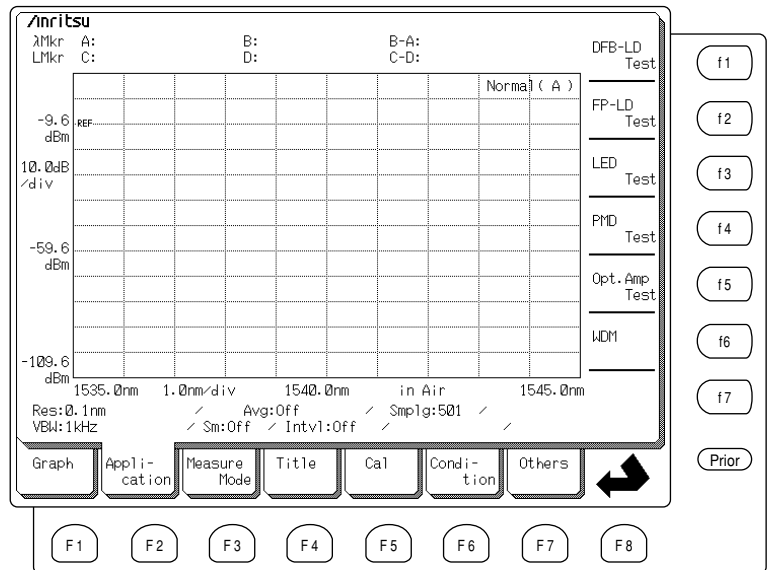 Anritsu
λMkr A: B: B-A:
LMkr C: D: C-D:
Normal ( A )
-9.6
dBm
REF
10.0dB
/div
-59.6
dBm
-109.6
dBm
1535.0nm 1.0nm/div 1540.0nm in Air 1545.0nm
Res:0.1nm / Avg:Off / Smplg:501 /
VBW:1kHz / Sm:Off / Intvl:Off / /
DFB-LD
Test
FP-LD
Test
LED
Test
PMD
Test
Opt.Amp
Test
WDM
f1
f2
f3
f4
f5
f6
f7
Prior
Graph
Appli-
cation
Measure
Mode
Title
Cal
Condi-
tion
Others
F1 F2 F3 F4 F5 F6 F7 F8